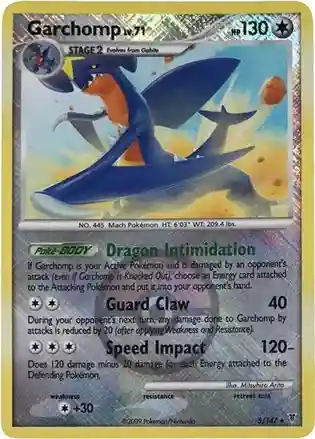 Garchomp LV.71 HP 130
STAGE 2 Evolves from Gabite
NO. 445 Mach Pokémon HT: 6'03" WT: 209.4 lbs.
Poké-BODY Dragon Intimidation
If Garchomp is your Active Pokémon and is damaged by an opponent's
attack (even if Garchomp is Knocked Out), choose an Energy card attached
to the Attacking Pokémon and put it into your opponent's hand.
Guard Claw 40
During your opponent's next turn, any damage done to Garchomp by
attacks is reduced by 20 (after applying Weakness and Resistance).
Speed Impact 120-
Does 120 damage minus 20 damage for each Energy attached to the
Defending Pokémon.
Illus. Mitsuhiro Arita
weakness resistance retreat cost
+30
©2009 Pokémon/Nintendo 5/147